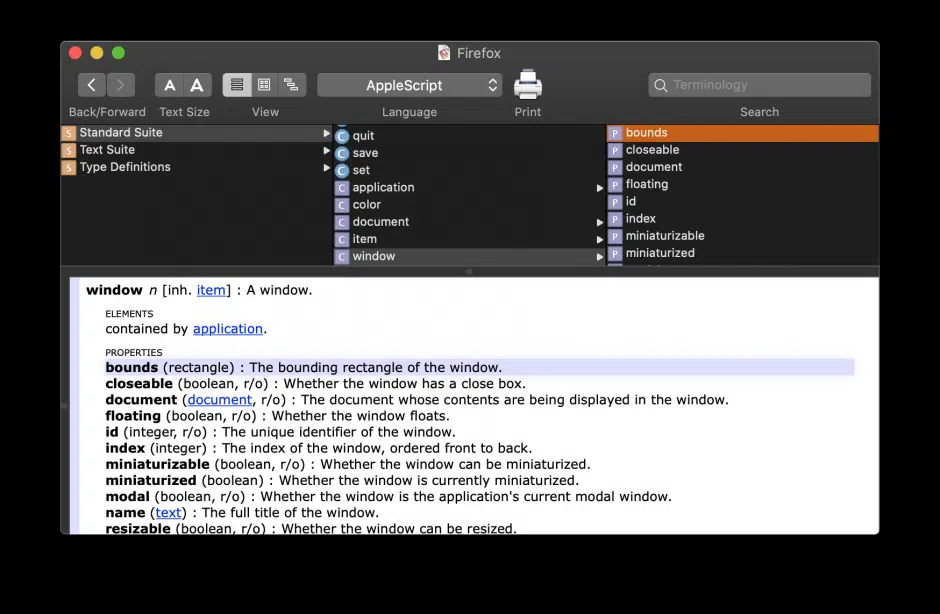 Firefox
A A
AppleScript
Terminology
Back/Forward Text Size View Language Print Search
S Standard Suite
S Text Suite
S Type Definitions
C quit
C save
C set
C application
C color
C document
C item
C window
P bounds
P closeable
P document
P floating
P id
P index
P miniaturizable
P miniaturized
window n [inh. item] : A window.
ELEMENTS
contained by application.
PROPERTIES
bounds (rectangle) : The bounding rectangle of the window.
closeable (boolean, r/o) : Whether the window has a close box.
document (document, r/o) : The document whose contents are being displayed in the window.
floating (boolean, r/o) : Whether the window floats.
id (integer, r/o) : The unique identifier of the window.
index (integer) : The index of the window, ordered front to back.
miniaturizable (boolean, r/o) : Whether the window can be miniaturized.
miniaturized (boolean) : Whether the window is currently miniaturized.
modal (boolean, r/o) : Whether the window is the application's current modal window.
name (text) : The full title of the window.
resizable (boolean, r/o) : Whether the window can be resized.